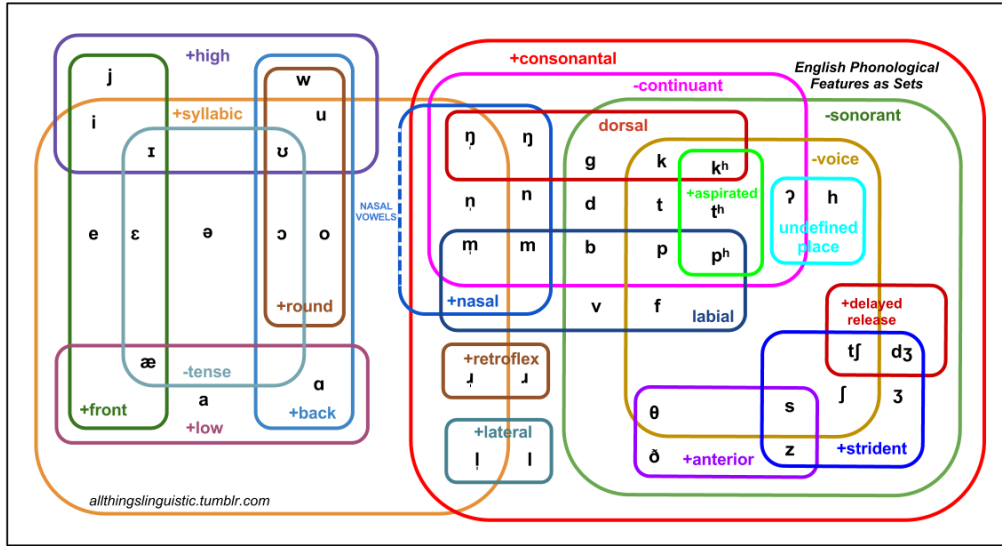 +high
+consonantal
English Phonological
Features as Sets
j
w
-continuant
+syllabic
-sonorant
i
u
dorsal
ɪ
ʊ
ŋ̩
ŋ
g
k
kʰ
-voice
NASAL
VOWELS
n̩
n
d
t
+aspirated
tʰ
ʔ
h
undefined
place
e
ɛ
ə
ɔ
o
m̩
m
b
p
pʰ
+round
+nasal
v
f
labial
+delayed
release
æ
-tense
+retroflex
ɹ̩
ɹ
tʃ
dʒ
a
ɑ
θ
s
ʃ
ʒ
+front
+low
+back
+lateral
l̩
l
ð
+anterior
z
+strident
allthingslinguistic.tumblr.com